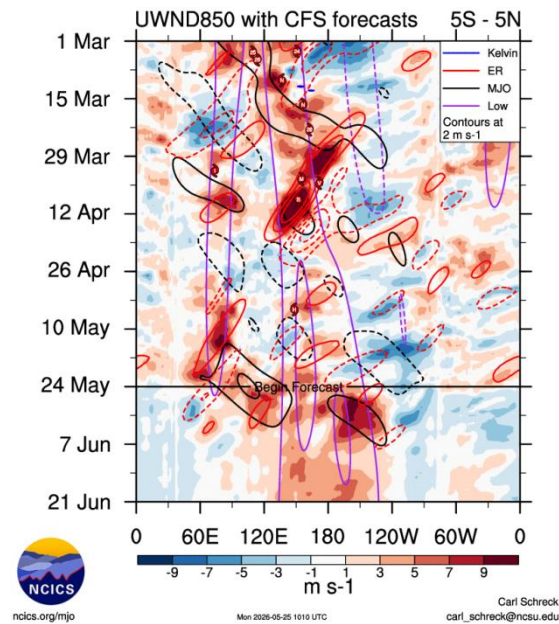 UWND850 with CFS forecasts 5S - 5N
1 Mar
15 Mar
29 Mar
12 Apr
26 Apr
10 May
24 May
7 Jun
21 Jun
Kelvin
ER
MJO
Low
Contours at
2 m s-1
Begin Forecast
0 60E 120E 180 120W 60W 0
-9 -7 -5 -3 -1 1 3 5 7 9
m s-1
NCICS
ncics.org/mjo
Mon 2026-05-25 1010 UTC
Carl Schreck
carl_schreck@ncsu.edu